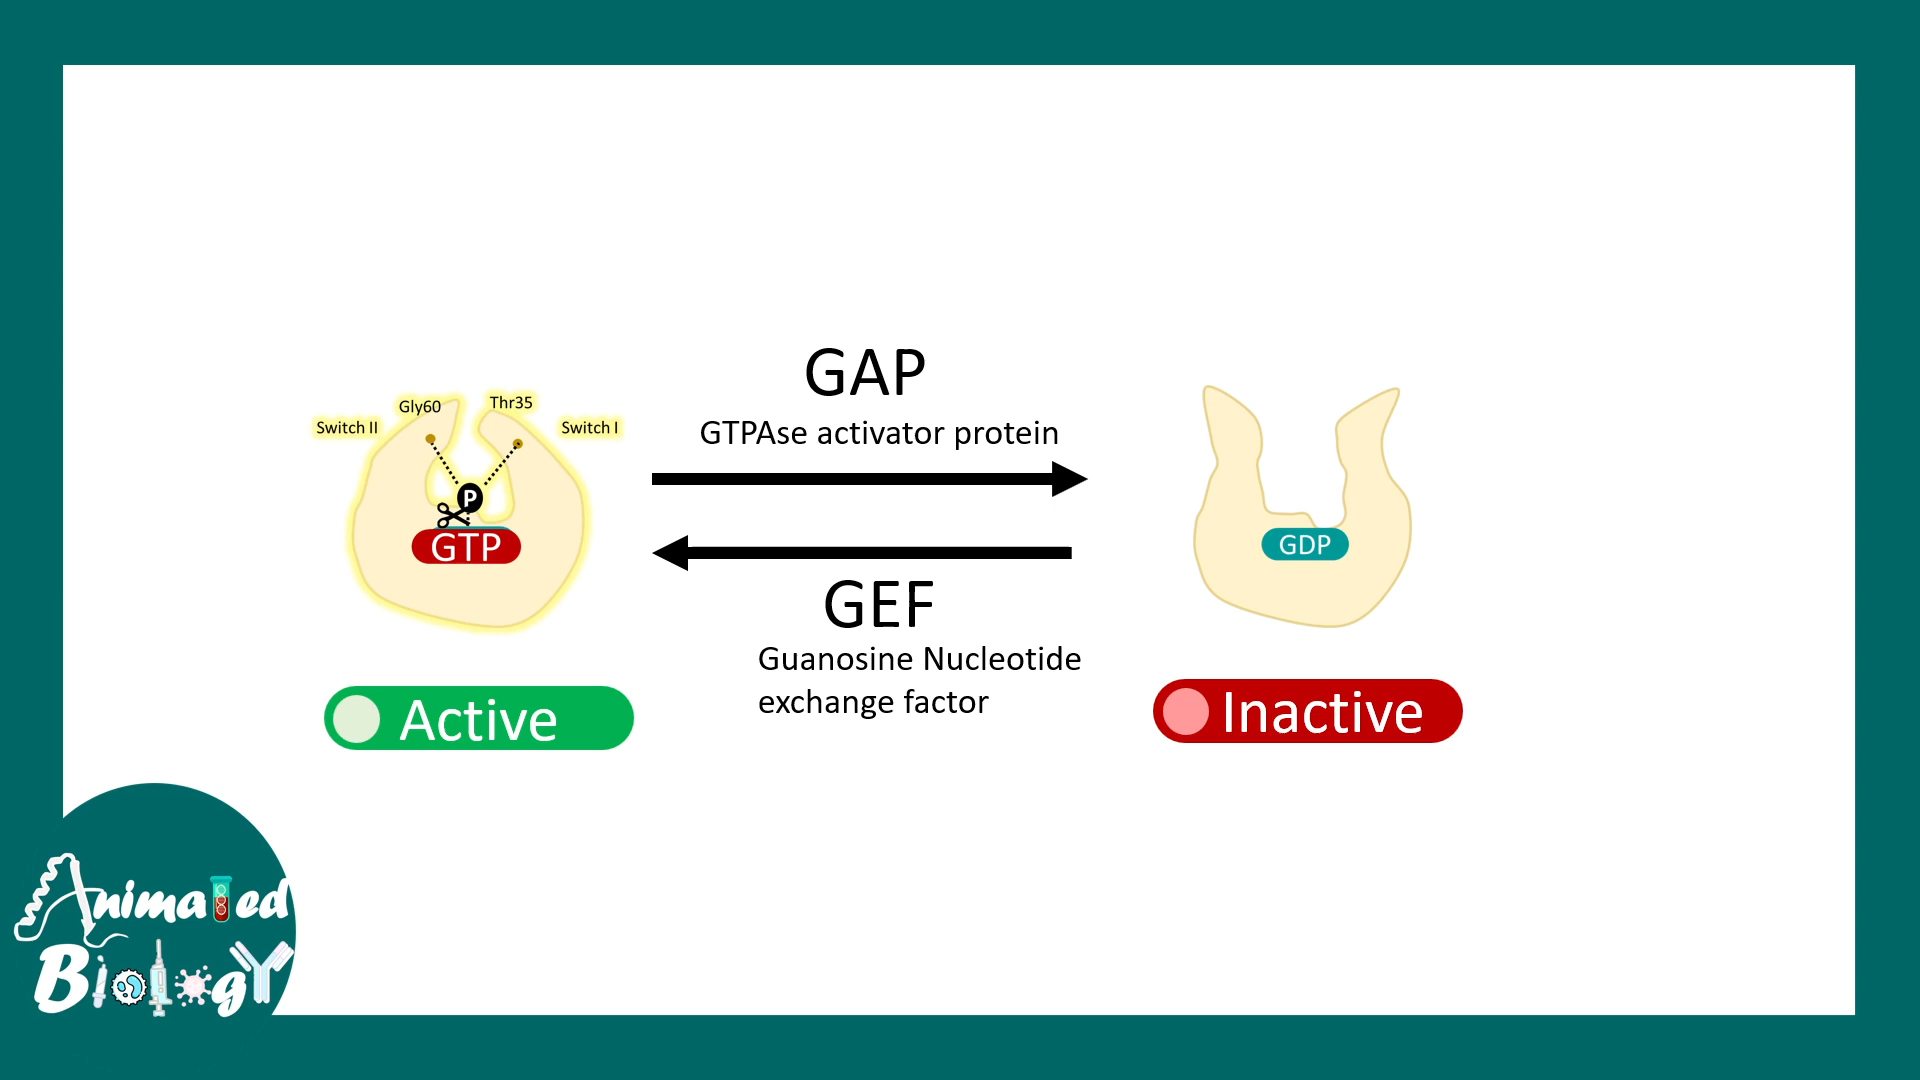 GAP
GTPAse activator protein
Gly60
Thr35
Switch II
Switch I
P
GTP
GDP
GEF
Guanosine Nucleotide
exchange factor
Active
Inactive
Animated
Biology